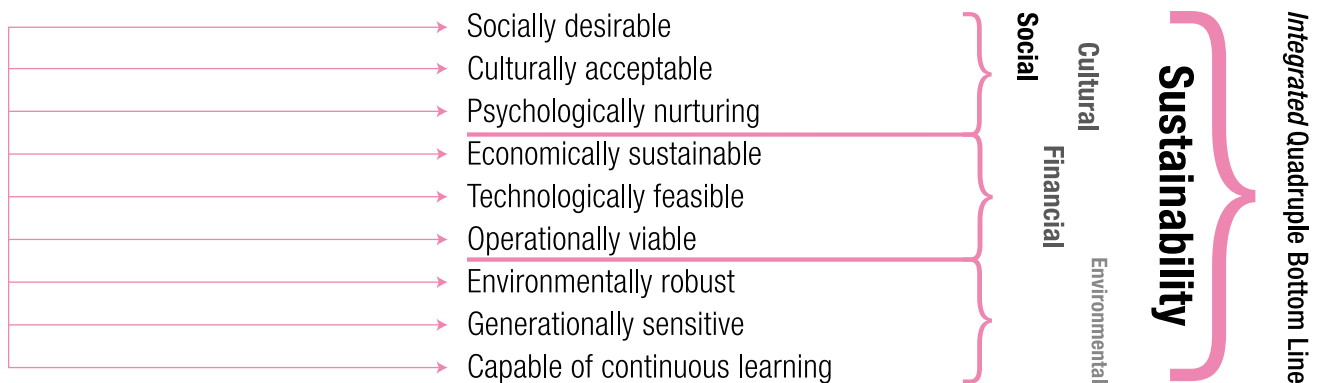 Socially desirable
Culturally acceptable
Psychologically nurturing
Economically sustainable
Technologically feasible
Operationally viable
Environmentally robust
Generationally sensitive
Capable of continuous learning
Social
Cultural
Financial
Environmental
Sustainability
Integrated Quadruple Bottom Line